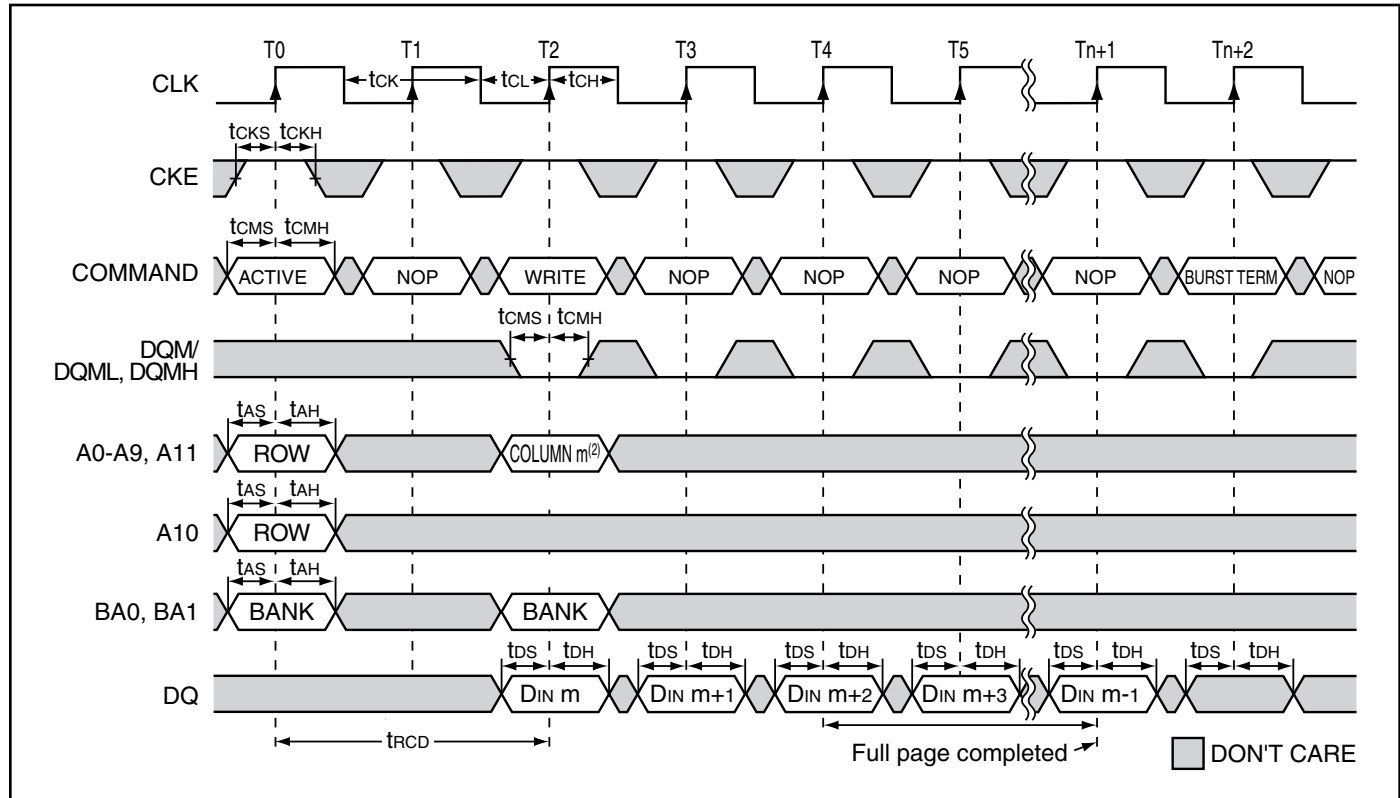 T0 T1 T2 T3 T4 T5 Tn+1 Tn+2
CLK tCK tCL tCH
tCKS tCKH
CKE
tCMS tCMH
COMMAND ACTIVE NOP WRITE NOP NOP NOP NOP BURST TERM NOP
tCMS tCMH
DQM/
DQML, DQMH
tAS tAH
A0-A9, A11 ROW COLUMN m(2)
tAS tAH
A10 ROW
tAS tAH
BA0, BA1 BANK BANK
tDS tDH tDS tDH tDS tDH tDS tDH tDS tDH tDS tDH
DQ DIN m DIN m+1 DIN m+2 DIN m+3 DIN m-1
tRCD
Full page completed DON'T CARE